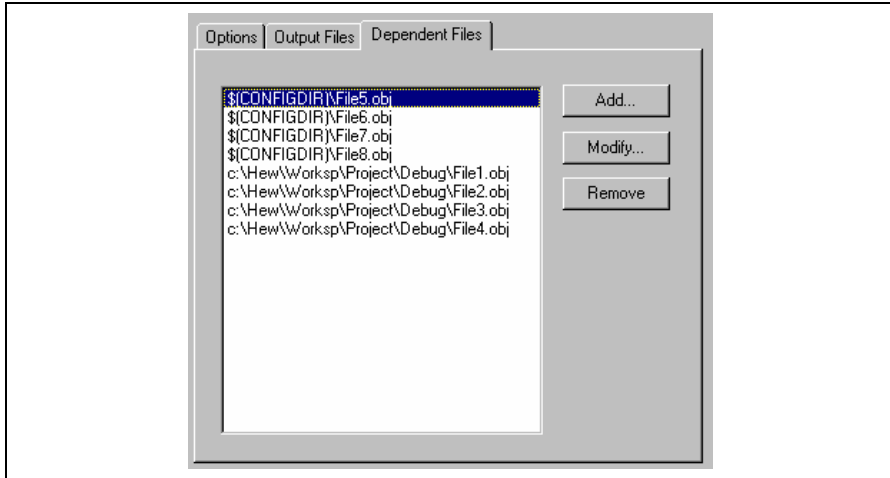 Options Output Files Dependent Files
$(CONFIGDIR)\File5.obj
$(CONFIGDIR)\File6.obj
$(CONFIGDIR)\File7.obj
$(CONFIGDIR)\File8.obj
c:\Hew\Worksp\Project\Debug\File1.obj
c:\Hew\Worksp\Project\Debug\File2.obj
c:\Hew\Worksp\Project\Debug\File3.obj
c:\Hew\Worksp\Project\Debug\File4.obj
Add...
Modify...
Remove